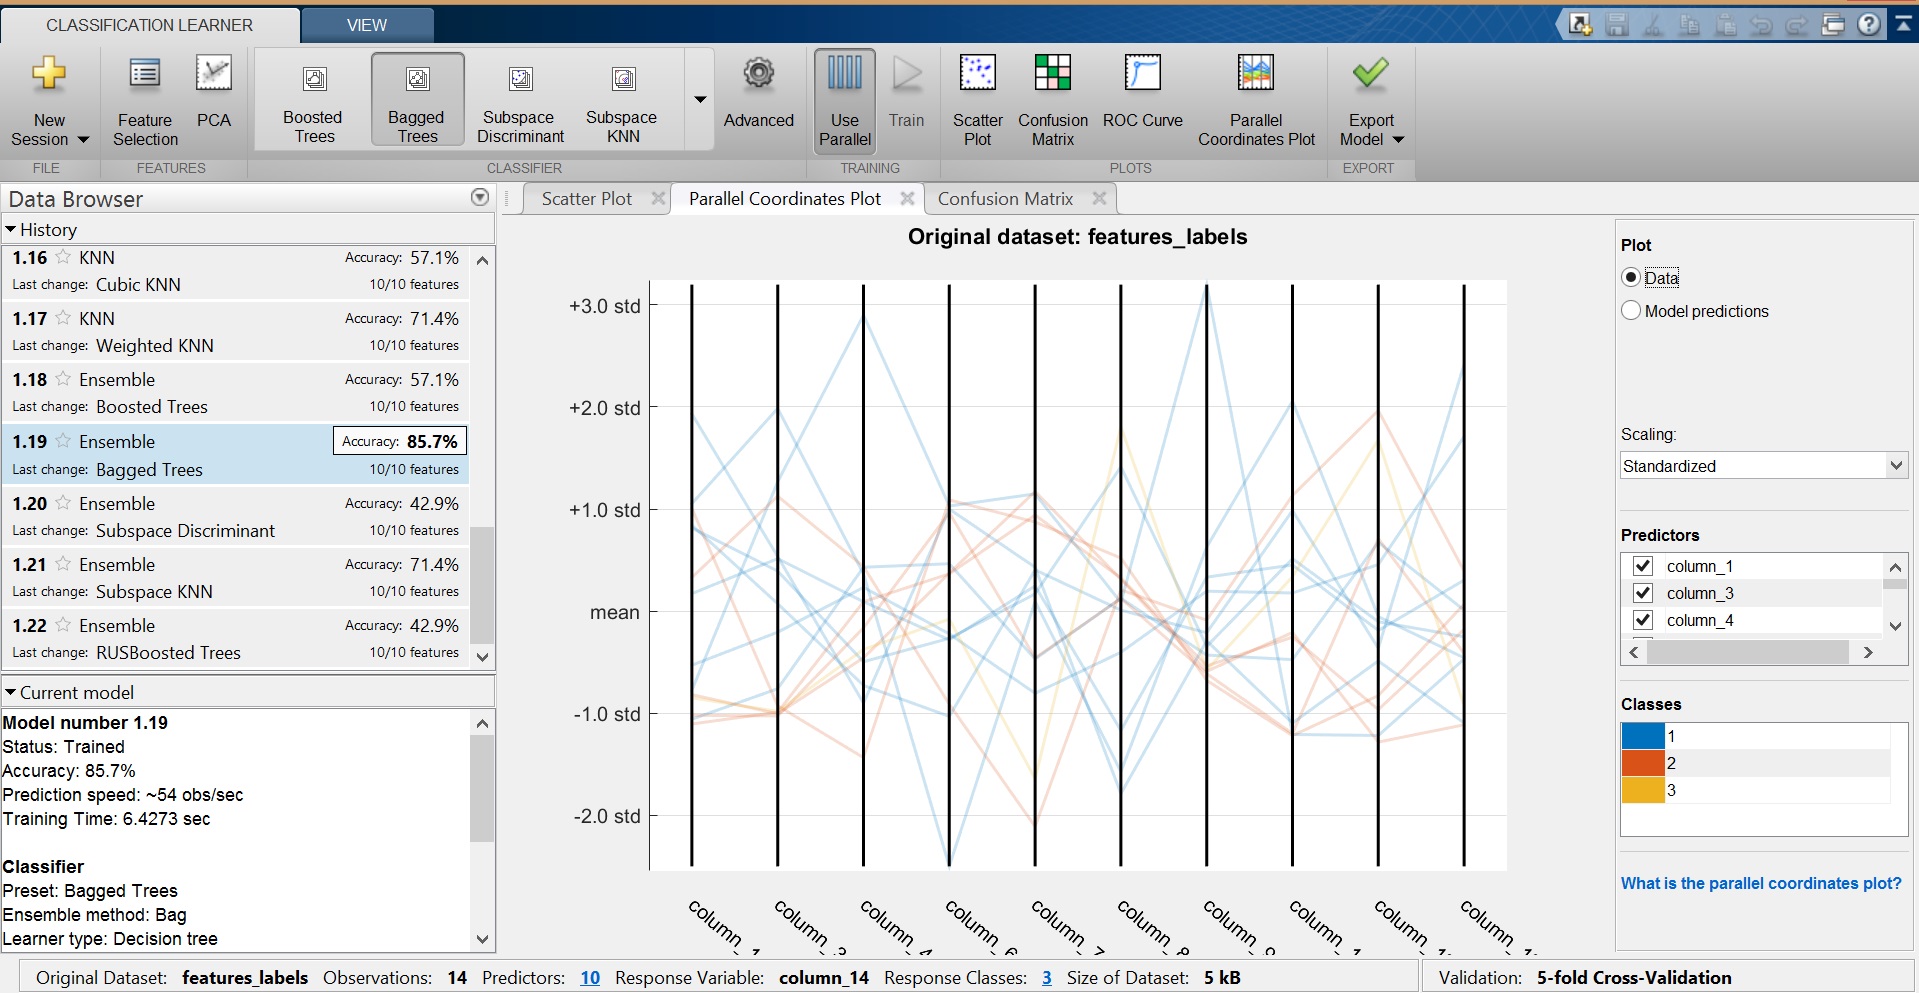 CLASSIFICATION LEARNER
VIEW
New Session
Feature Selection
PCA
Boosted Trees
Bagged Trees
Subspace Discriminant
Subspace KNN
Advanced
Use Parallel
Train
Scatter Plot
Confusion Matrix
ROC Curve
Parallel Coordinates Plot
Export Model
FILE
FEATURES
CLASSIFIER
TRAINING
PLOTS
EXPORT
Data Browser
History
1.16 KNN Accuracy: 57.1%
Last change: Cubic KNN 10/10 features
1.17 KNN Accuracy: 71.4%
Last change: Weighted KNN 10/10 features
1.18 Ensemble Accuracy: 57.1%
Last change: Boosted Trees 10/10 features
1.19 Ensemble Accuracy: 85.7%
Last change: Bagged Trees 10/10 features
1.20 Ensemble Accuracy: 42.9%
Last change: Subspace Discriminant 10/10 features
1.21 Ensemble Accuracy: 71.4%
Last change: Subspace KNN 10/10 features
1.22 Ensemble Accuracy: 42.9%
Last change: RUSBoosted Trees 10/10 features
Current model
Model number 1.19
Status: Trained
Accuracy: 85.7%
Prediction speed: ~54 obs/sec
Training Time: 6.4273 sec
Classifier
Preset: Bagged Trees
Ensemble method: Bag
Learner type: Decision tree
Scatter Plot
Parallel Coordinates Plot
Confusion Matrix
Original dataset: features_labels
+3.0 std
+2.0 std
+1.0 std
mean
-1.0 std
-2.0 std
column_1
column_3
column_4
column_6
column_7
column_8
column_9
column_1
column_1
column_1
Plot
Data
Model predictions
Scaling:
Standardized
Predictors
column_1
column_3
column_4
Classes
1
2
3
What is the parallel coordinates plot?
Original Dataset: features_labels Observations: 14 Predictors: 10 Response Variable: column_14 Response Classes: 3 Size of Dataset: 5 kB
Validation: 5-fold Cross-Validation